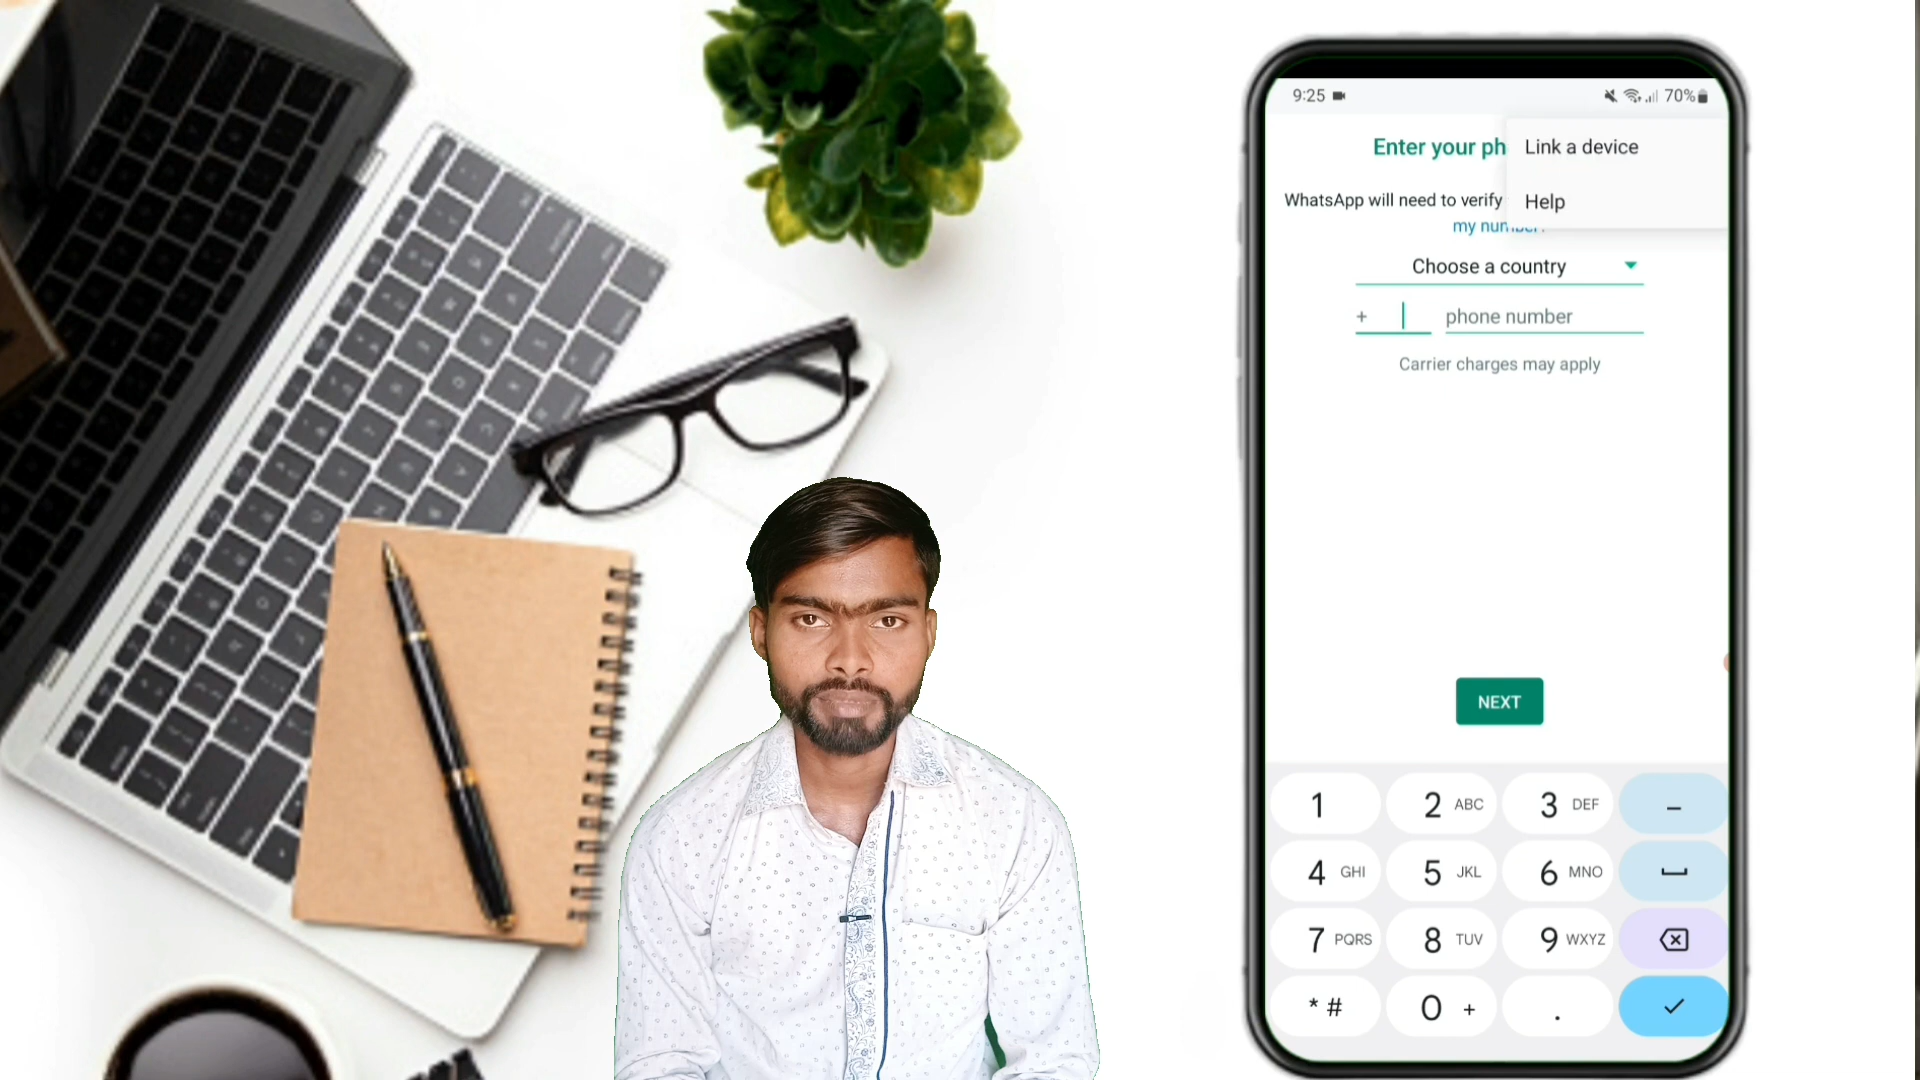 9:25 70%
Enter your ph
Link a device
WhatsApp will need to verify
Help
my number?
Choose a country
+ phone number
Carrier charges may apply
NEXT
1 2 ABC 3 DEF –
4 GHI 5 JKL 6 MNO
7 PQRS 8 TUV 9 WXYZ
* # 0 + .